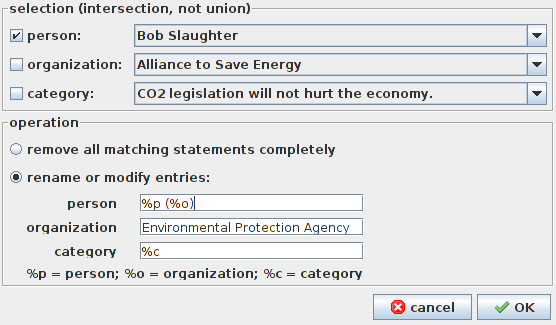 selection (intersection, not union)
person: Bob Slaughter
organization: Alliance to Save Energy
category: CO2 legislation will not hurt the economy.
operation
remove all matching statements completely
rename or modify entries:
person %p (%o)
organization Environmental Protection Agency
category %c
%p = person; %o = organization; %c = category
cancel OK